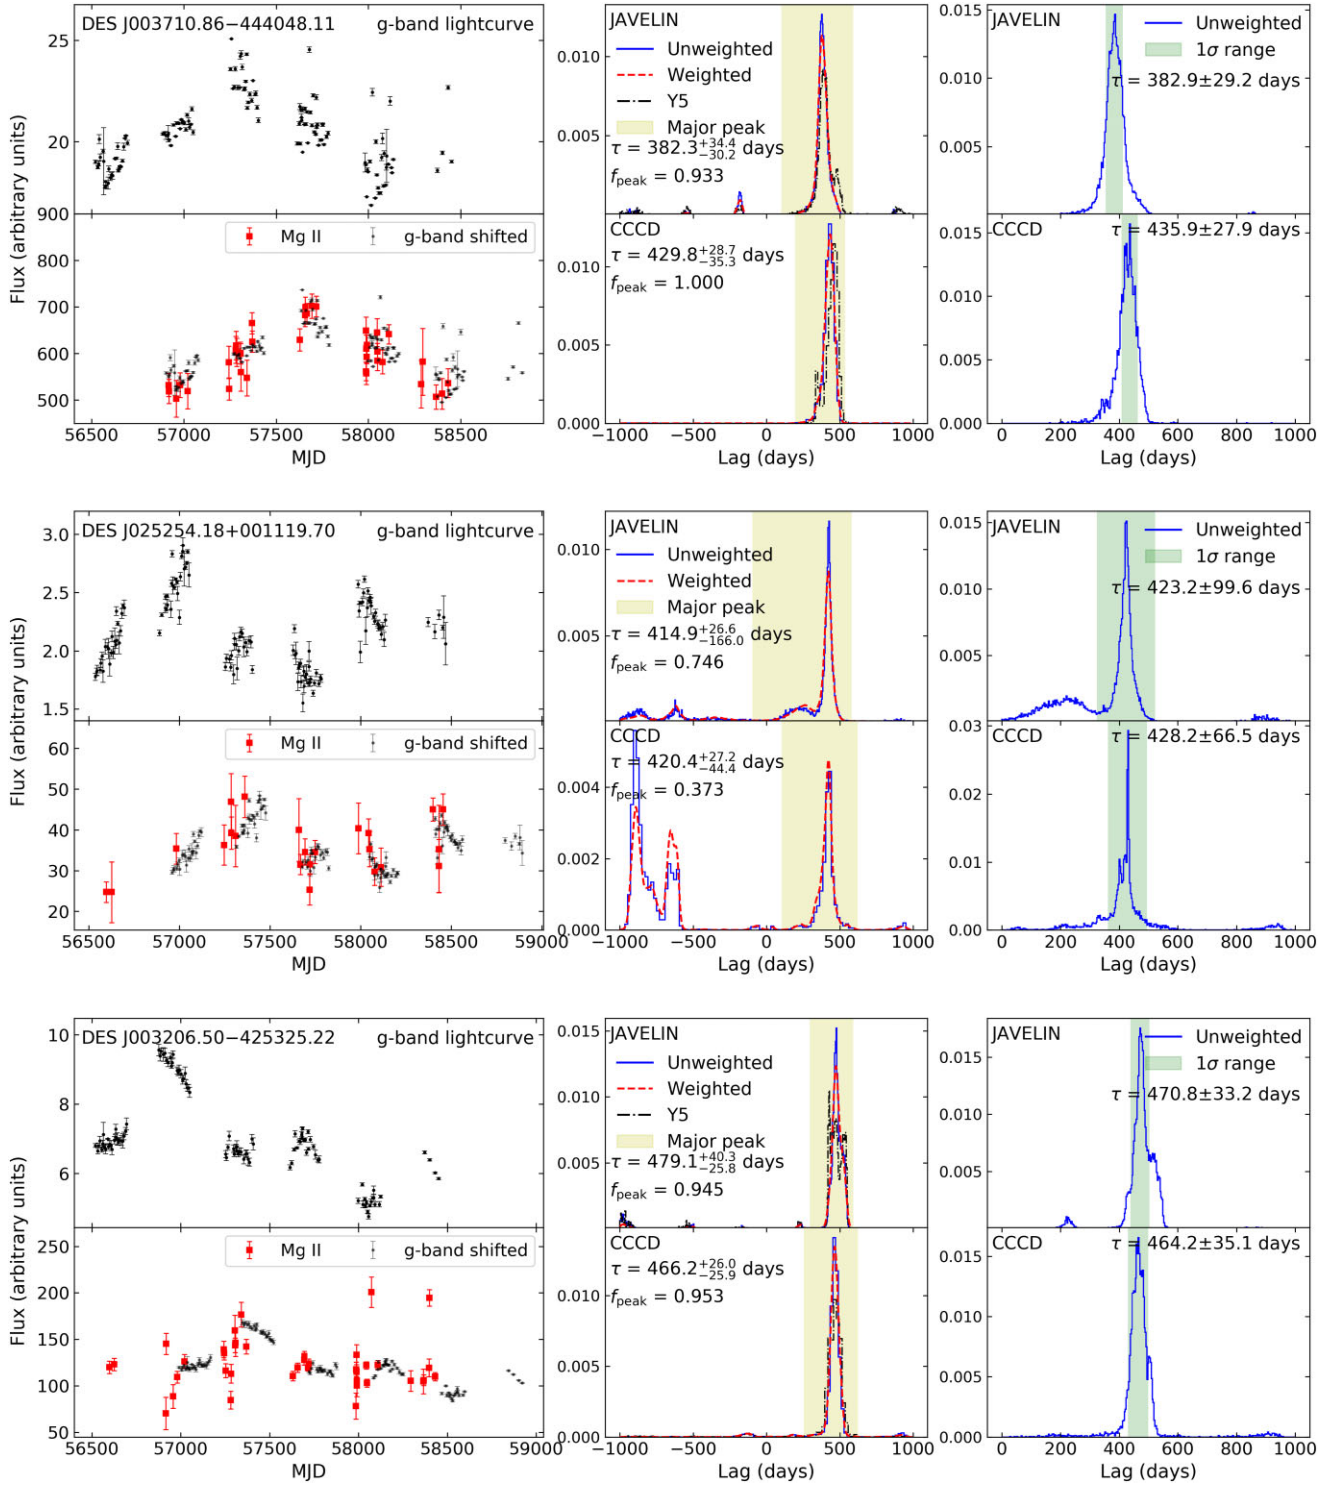 DES J003710.86−444048.11 g-band lightcurve
25
20
900
800
700
600
500
Flux (arbitrary units)
Mg II g-band shifted
56500 57000 57500 58000 58500
MJD
JAVELIN
Unweighted
Weighted
Y5
Major peak
τ = 382.3+34.4−30.2 days
fpeak = 0.933
0.010
0.005
CCCD
τ = 429.8+28.7−35.3 days
fpeak = 1.000
0.010
0.005
0.000
−1000 −500 0 500 1000
Lag (days)
JAVELIN
Unweighted
1σ range
τ = 382.9±29.2 days
0.015
0.010
0.005
CCCD
τ = 435.9±27.9 days
0.015
0.010
0.005
0.000
0 200 400 600 800 1000
Lag (days)
DES J025254.18+001119.70 g-band lightcurve
3.0
2.5
2.0
1.5
60
50
40
30
20
Flux (arbitrary units)
Mg II g-band shifted
56500 57000 57500 58000 58500 59000
MJD
JAVELIN
Unweighted
Weighted
Major peak
τ = 414.9+26.6−166.0 days
fpeak = 0.746
0.010
0.005
CCCD
τ = 420.4+27.2−44.4 days
fpeak = 0.373
0.004
0.002
0.000
−1000 −500 0 500 1000
Lag (days)
JAVELIN
Unweighted
1σ range
τ = 423.2±99.6 days
0.015
0.010
0.005
0.03
CCCD
τ = 428.2±66.5 days
0.02
0.01
0.00
0 200 400 600 800 1000
Lag (days)
DES J003206.50−425325.22 g-band lightcurve
10
8
6
250
200
150
100
50
Flux (arbitrary units)
Mg II g-band shifted
56500 57000 57500 58000 58500 59000
MJD
JAVELIN
Unweighted
Weighted
Y5
Major peak
τ = 479.1+40.3−25.8 days
fpeak = 0.945
0.015
0.010
0.005
CCCD
τ = 466.2+26.0−25.9 days
fpeak = 0.953
0.010
0.005
0.000
−1000 −500 0 500 1000
Lag (days)
JAVELIN
Unweighted
1σ range
τ = 470.8±33.2 days
0.015
0.010
0.005
CCCD
τ = 464.2±35.1 days
0.015
0.010
0.005
0.000
0 200 400 600 800 1000
Lag (days)